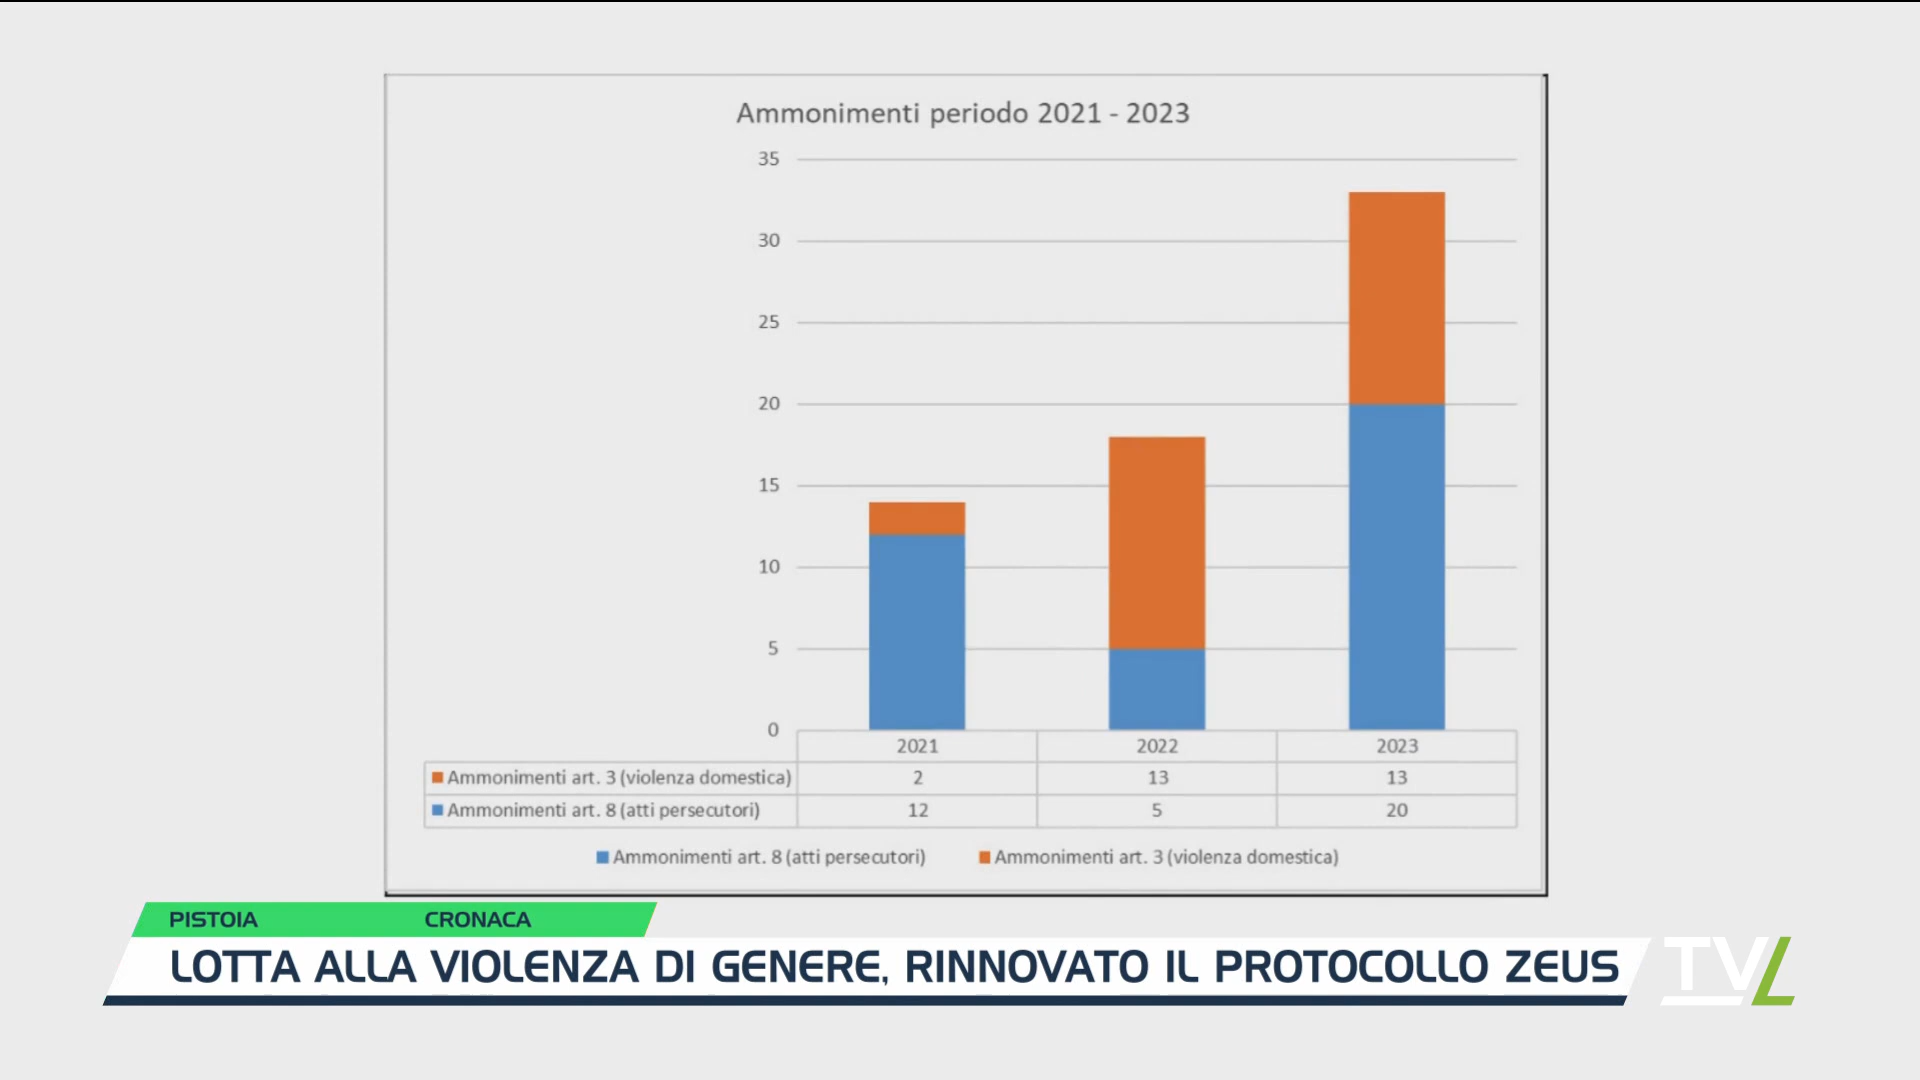 Ammonimenti periodo 2021 - 2023
35
30
25
20
15
10
5
0
2021 2022 2023
Ammonimenti art. 3 (violenza domestica) 2 13 13
Ammonimenti art. 8 (atti persecutori) 12 5 20
Ammonimenti art. 8 (atti persecutori) Ammonimenti art. 3 (violenza domestica)
PISTOIA CRONACA
LOTTA ALLA VIOLENZA DI GENERE, RINNOVATO IL PROTOCOLLO ZEUS
TVL